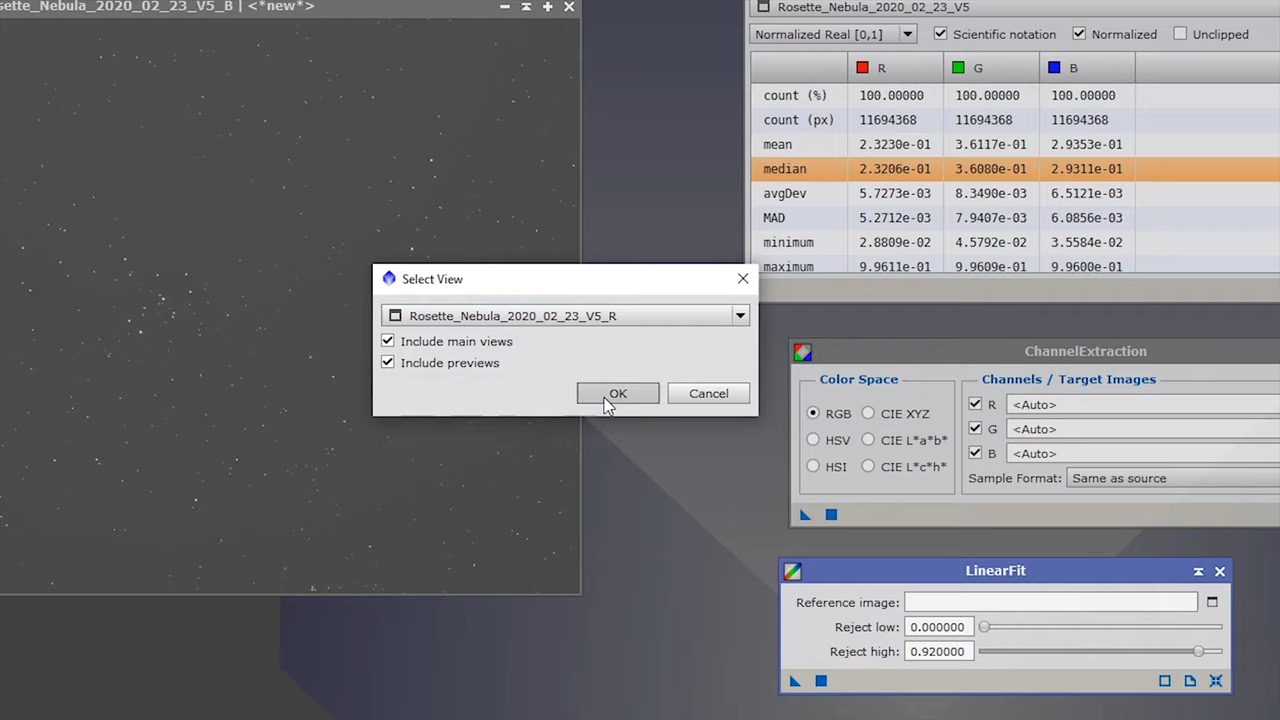 sette_Nebula_2020_02_23_V5_B | <*new*>
Rosette_Nebula_2020_02_23_V5
Normalized Real [0,1]
Scientific notation
Normalized
Unclipped
R G B
count (%) 100.00000 100.00000 100.00000
count (px) 11694368 11694368 11694368
mean 2.3230e-01 3.6117e-01 2.9353e-01
median 2.3206e-01 3.6080e-01 2.9311e-01
avgDev 5.7273e-03 8.3490e-03 6.5121e-03
MAD 5.2712e-03 7.9407e-03 6.0856e-03
minimum 2.8809e-02 4.5792e-02 3.5584e-02
maximum 9.9611e-01 9.9609e-01 9.9600e-01
Select View
Rosette_Nebula_2020_02_23_V5_R
Include main views
Include previews
OK
Cancel
ChannelExtraction
Color Space
RGB
CIE XYZ
HSV
CIE L*a*b*
HSI
CIE L*c*h*
Channels / Target Images
R <Auto>
G <Auto>
B <Auto>
Sample Format: Same as source
LinearFit
Reference image:
Reject low: 0.000000
Reject high: 0.920000